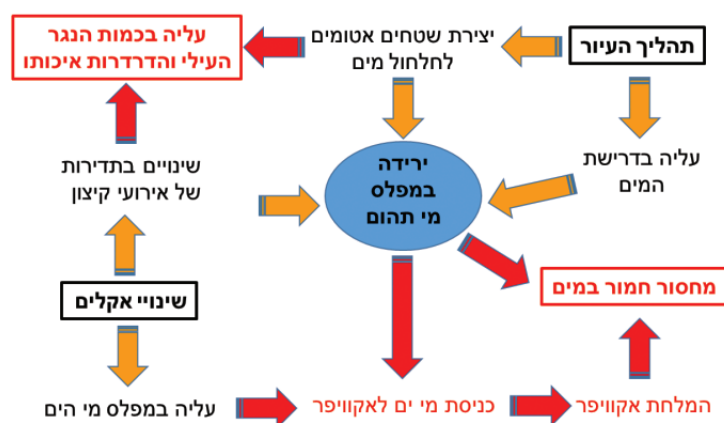 תהליך העיור
יצירת שטחים אטומים
לחלחול מים
עליה בכמות הנגר
העילי והדרדרות איכותו
עליה בדרישת
המים
ירידה
במפלס
מי תהום
שינויים בתדירות
של אירועי קיצון
מחסור חמור במים
שינויי אקלים
המלחת אקוויפר
כניסת מי ים לאקוויפר
עליה במפלס מי הים